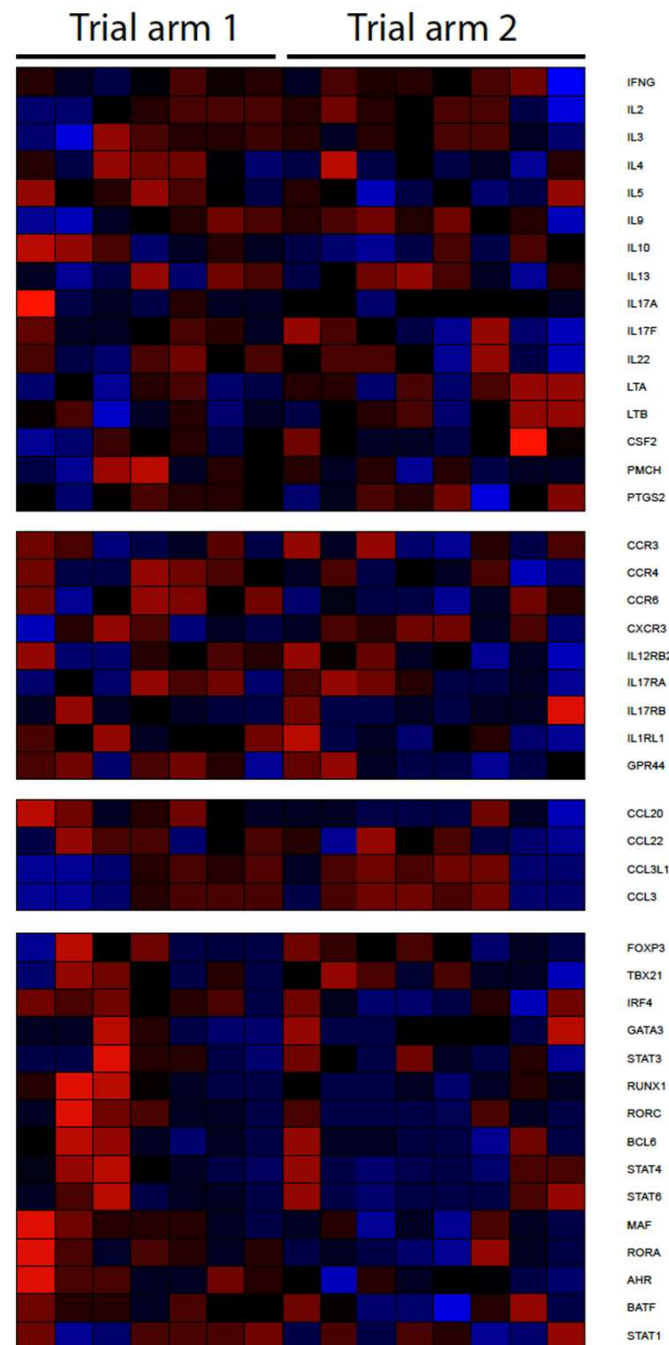 Trial arm 1 Trial arm 2
IFNG
IL2
IL3
IL4
IL5
IL9
IL10
IL13
IL17A
IL17F
IL22
LTA
LTB
CSF2
PMCH
PTGS2
CCR3
CCR4
CCR6
CXCR3
IL12RB2
IL17RA
IL17RB
IL1RL1
GPR44
CCL20
CCL22
CCL3L1
CCL3
FOXP3
TBX21
IRF4
GATA3
STAT3
RUNX1
RORC
BCL6
STAT4
STAT6
MAF
RORA
AHR
BATF
STAT1